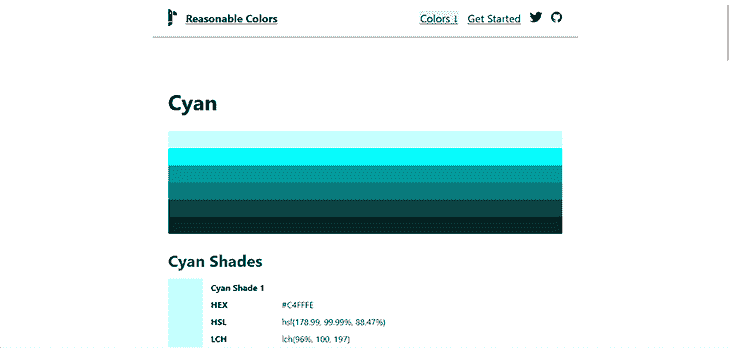 Reasonable Colors
Colors ↓ Get Started
Cyan
Cyan Shades
Cyan Shade 1
HEX #C4FFFE
HSL hsl(178.99, 99.99%, 88.47%)
LCH lch(96%, 100, 197)